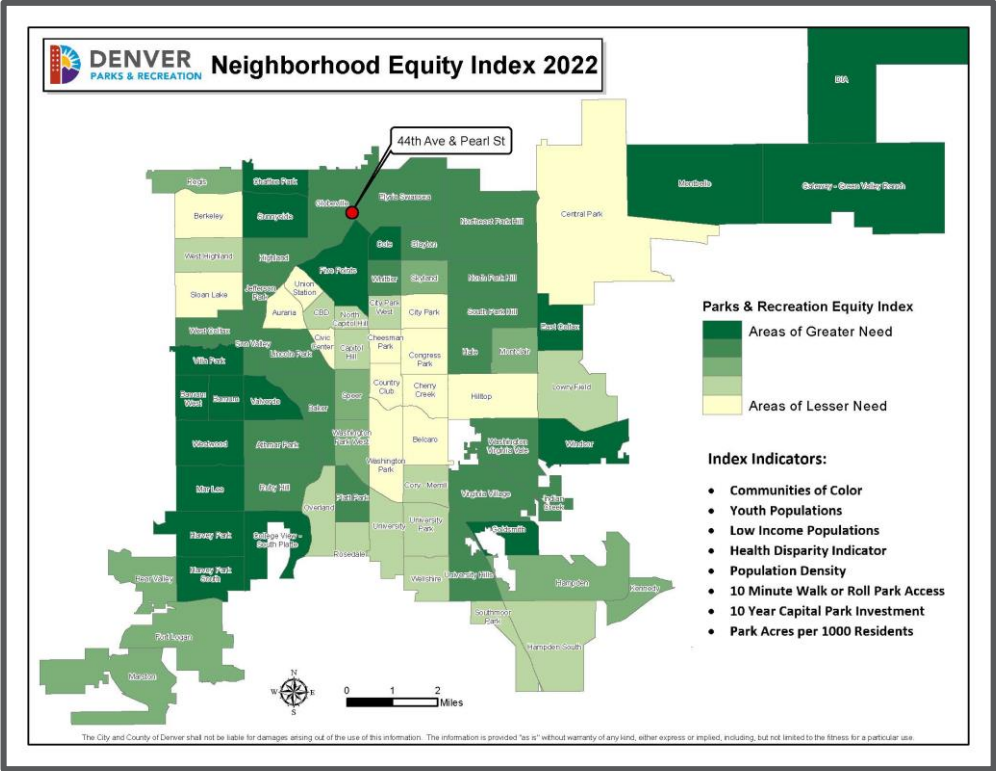 DENVER
PARKS & RECREATION
Neighborhood Equity Index 2022
44th Ave & Pearl St
DIA
Regis
Chaffee Park
Globeville
Elyria Swansea
Montbello
Gateway - Green Valley Ranch
Berkeley
Sunnyside
Northeast Park Hill
Central Park
West Highland
Highland
Cole
Clayton
Five Points
Sloan Lake
Jefferson
Park
Union
Station
Whittier
Skyland
North Park Hill
Auraria
CBD
North
Capitol Hill
City Park
West
City Park
South Park Hill
East Colfax
West Colfax
Sun Valley
Lincoln Park
Civic
Center
Capitol
Hill
Cheesman
Park
Congress
Park
Hale
Montclair
Villa Park
Barnum
West
Barnum
Valverde
Baker
Speer
Country
Club
Cherry
Creek
Hilltop
Lowry Field
Westwood
Athmar Park
Washington
Park West
Washington
Park
Belcaro
Washington
Virginia Vale
Windsor
Mar Lee
Ruby Hill
Overland
Platt Park
Cory - Merrill
Virginia Village
Indian
Creek
Harvey Park
College View -
South Platte
Rosedale
University
University
Park
Goldsmith
Bear Valley
Harvey Park
South
Wellshire
University Hills
Hampden
Kennedy
Southmoor
Park
Hampden South
Fort Logan
Marston
Parks & Recreation Equity Index
Areas of Greater Need
Areas of Lesser Need
Index Indicators:
• Communities of Color
• Youth Populations
• Low Income Populations
• Health Disparity Indicator
• Population Density
• 10 Minute Walk or Roll Park Access
• 10 Year Capital Park Investment
• Park Acres per 1000 Residents
N
W E
S
0 1 2
Miles
The City and County of Denver shall not be liable for damages arising out of the use of this information. The information is provided "as is" without warranty of any kind, either express or implied, including, but not limited to the fitness for a particular use.